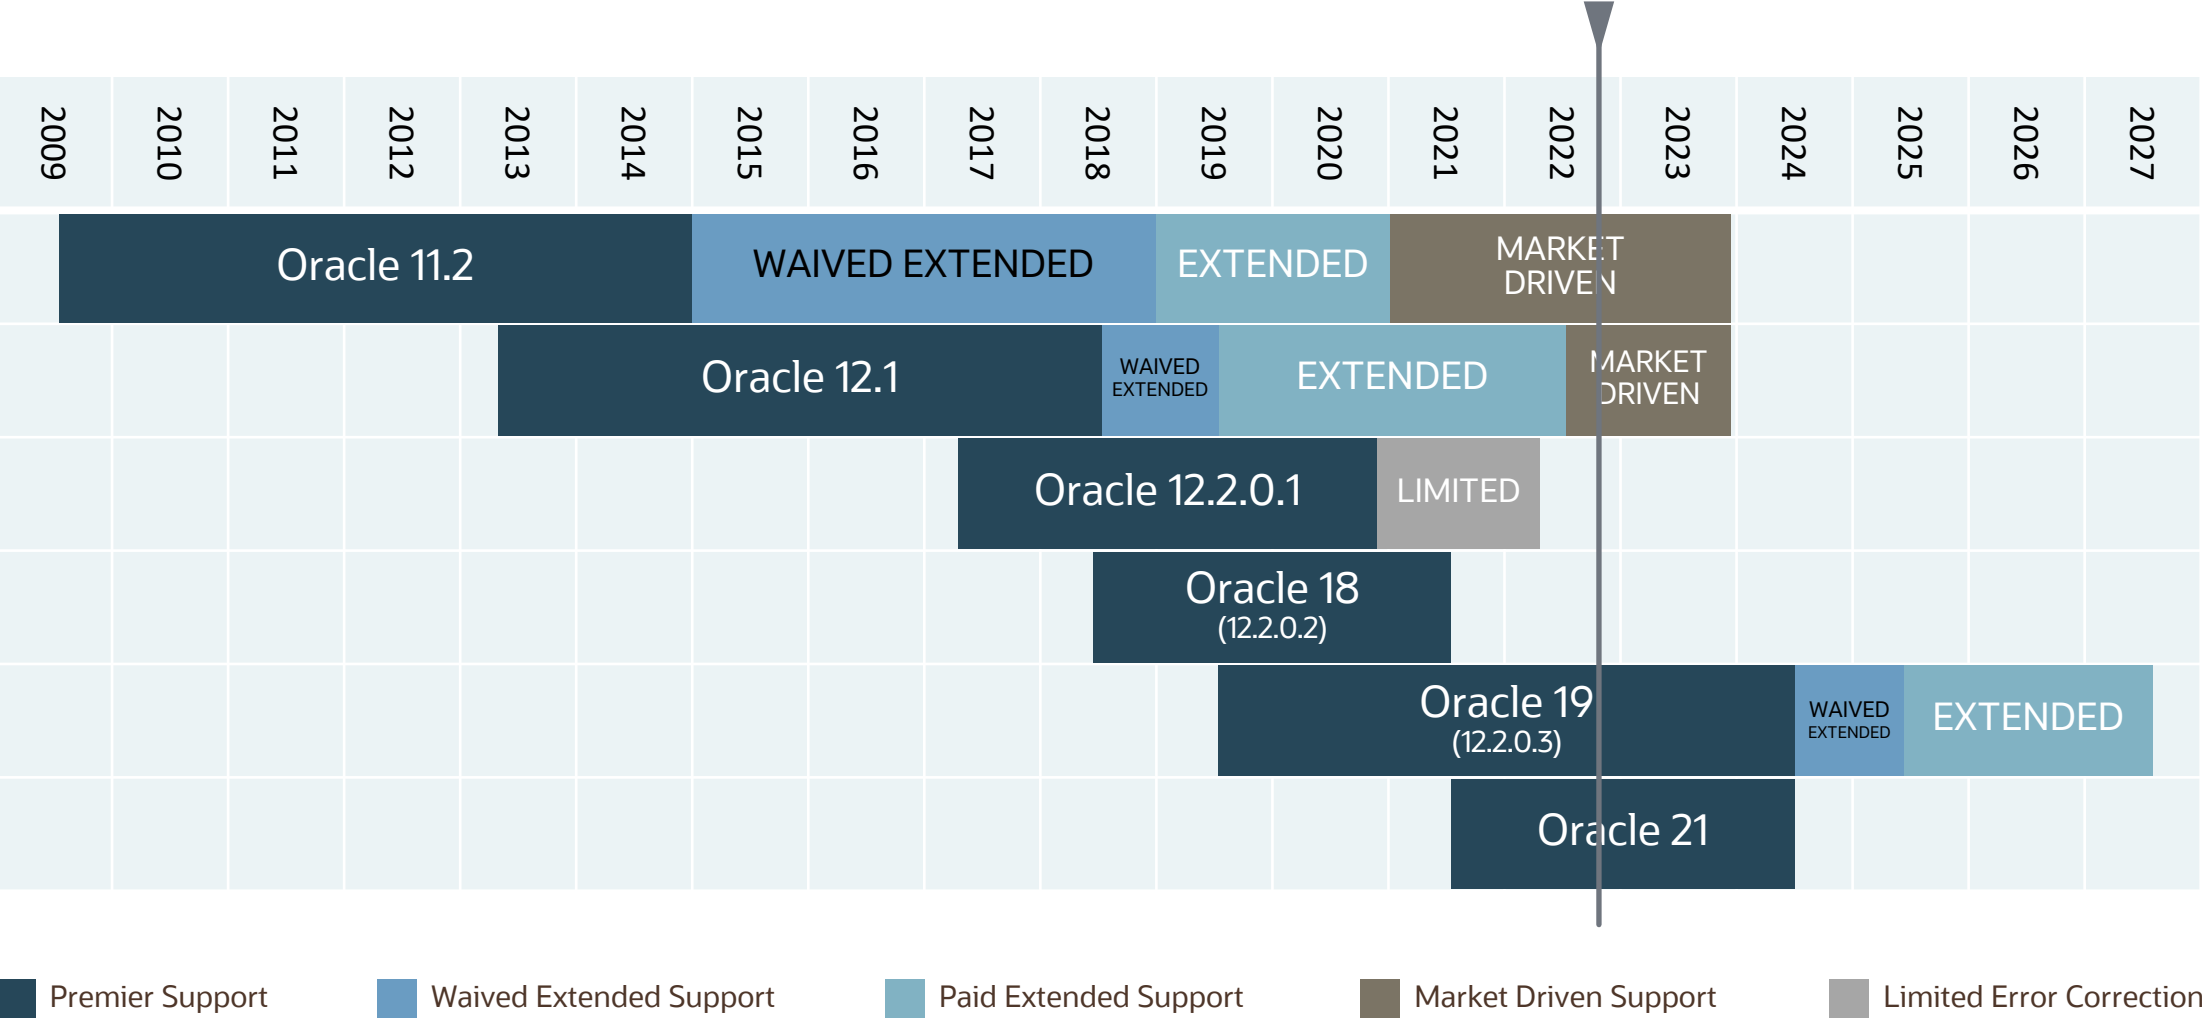 2009
2010
2011
2012
2013
2014
2015
2016
2017
2018
2019
2020
2021
2022
2023
2024
2025
2026
2027
Oracle 11.2
WAIVED EXTENDED
EXTENDED
MARKET
DRIVEN
Oracle 12.1
WAIVED
EXTENDED
EXTENDED
MARKET
DRIVEN
Oracle 12.2.0.1
LIMITED
Oracle 18
(12.2.0.2)
Oracle 19
(12.2.0.3)
WAIVED
EXTENDED
EXTENDED
Oracle 21
Premier Support
Waived Extended Support
Paid Extended Support
Market Driven Support
Limited Error Correction